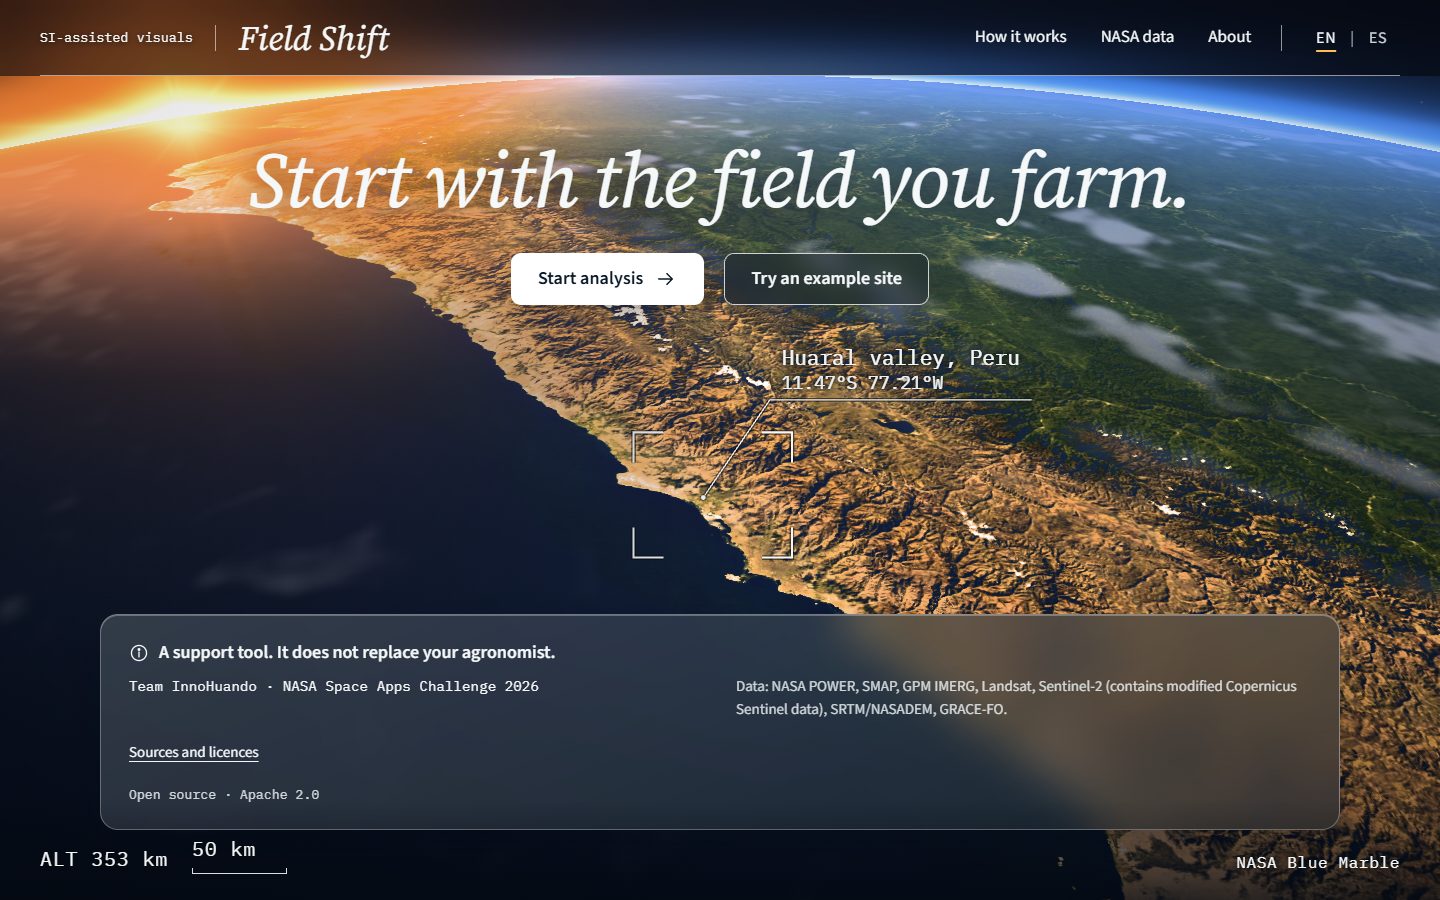 SI-assisted visuals
Field Shift
How it works
NASA data
About
EN | ES
Start with the field you farm.
Start analysis →
Try an example site
Huaral valley, Peru
11.47°S 77.21°W
A support tool. It does not replace your agronomist.
Team InnoHuando · NASA Space Apps Challenge 2026
Data: NASA POWER, SMAP, GPM IMERG, Landsat, Sentinel-2 (contains modified Copernicus
Sentinel data), SRTM/NASADEM, GRACE-FO.
Sources and licences
Open source · Apache 2.0
ALT 353 km
50 km
NASA Blue Marble